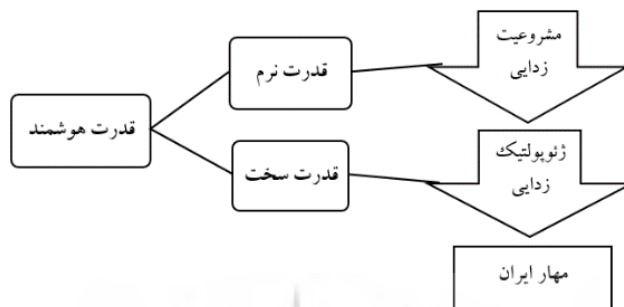 مشروعیت
زدایی
قدرت نرم
قدرت هوشمند
ژئوپولتیک
زدایی
قدرت سخت
مهار ایران